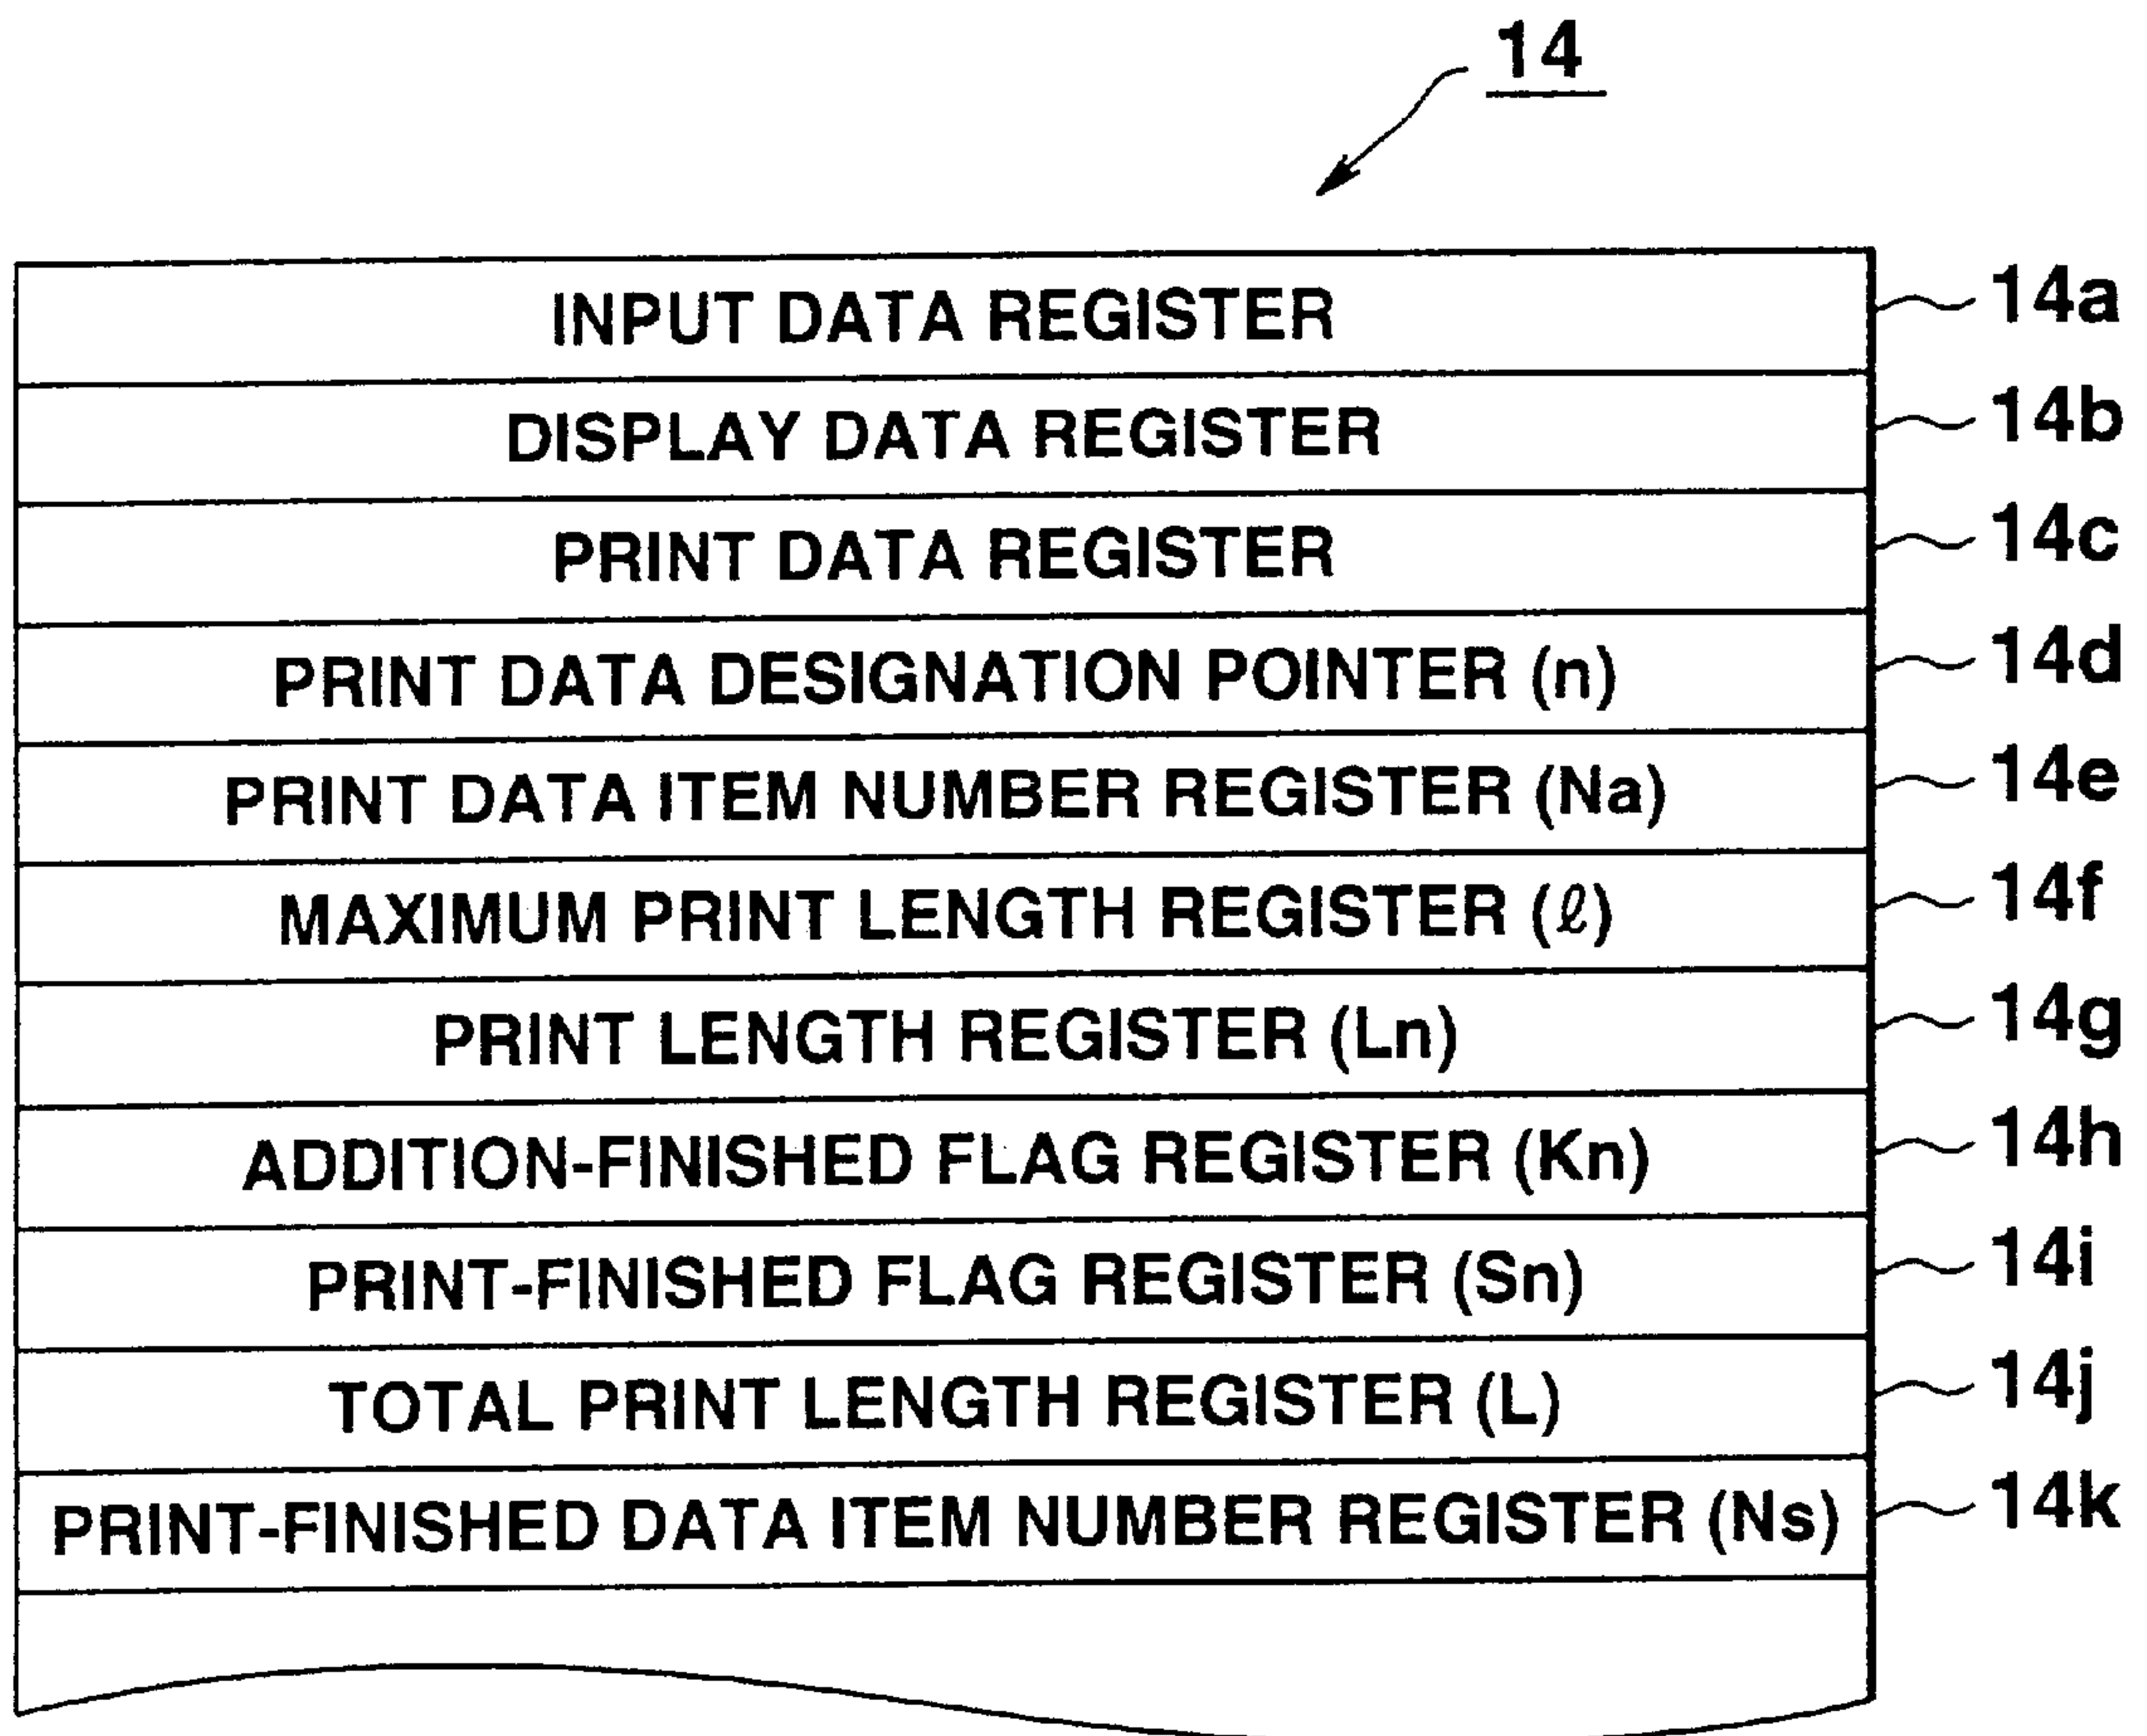 14
INPUT DATA REGISTER 14a
DISPLAY DATA REGISTER 14b
PRINT DATA REGISTER 14c
PRINT DATA DESIGNATION POINTER (n) 14d
PRINT DATA ITEM NUMBER REGISTER (Na) 14e
MAXIMUM PRINT LENGTH REGISTER (ℓ) 14f
PRINT LENGTH REGISTER (Ln) 14g
ADDITION-FINISHED FLAG REGISTER (Kn) 14h
PRINT-FINISHED FLAG REGISTER (Sn) 14i
TOTAL PRINT LENGTH REGISTER (L) 14j
PRINT-FINISHED DATA ITEM NUMBER REGISTER (Ns) 14k